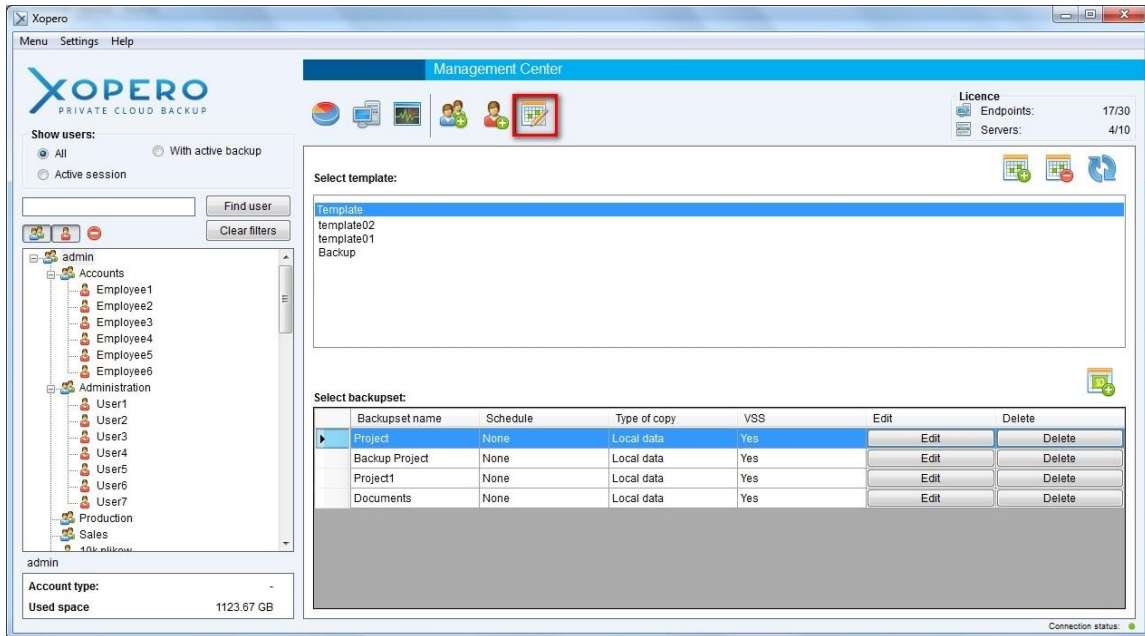 Xopero
Menu Settings Help
XOPERO
PRIVATE CLOUD BACKUP
Show users:
All With active backup
Active session
Find user
Clear filters
admin
Accounts
Employee1
Employee2
Employee3
Employee4
Employee5
Employee6
Administration
User1
User2
User3
User4
User5
User6
User7
Production
Sales
10k plikow
admin
Account type: -
Used space 1123.67 GB
Management Center
Licence
Endpoints: 17/30
Servers: 4/10
Select template:
Template
template02
template01
Backup
Select backupset:
Backupset name Schedule Type of copy VSS Edit Delete
Project None Local data Yes Edit Delete
Backup Project None Local data Yes Edit Delete
Project1 None Local data Yes Edit Delete
Documents None Local data Yes Edit Delete
Connection status: